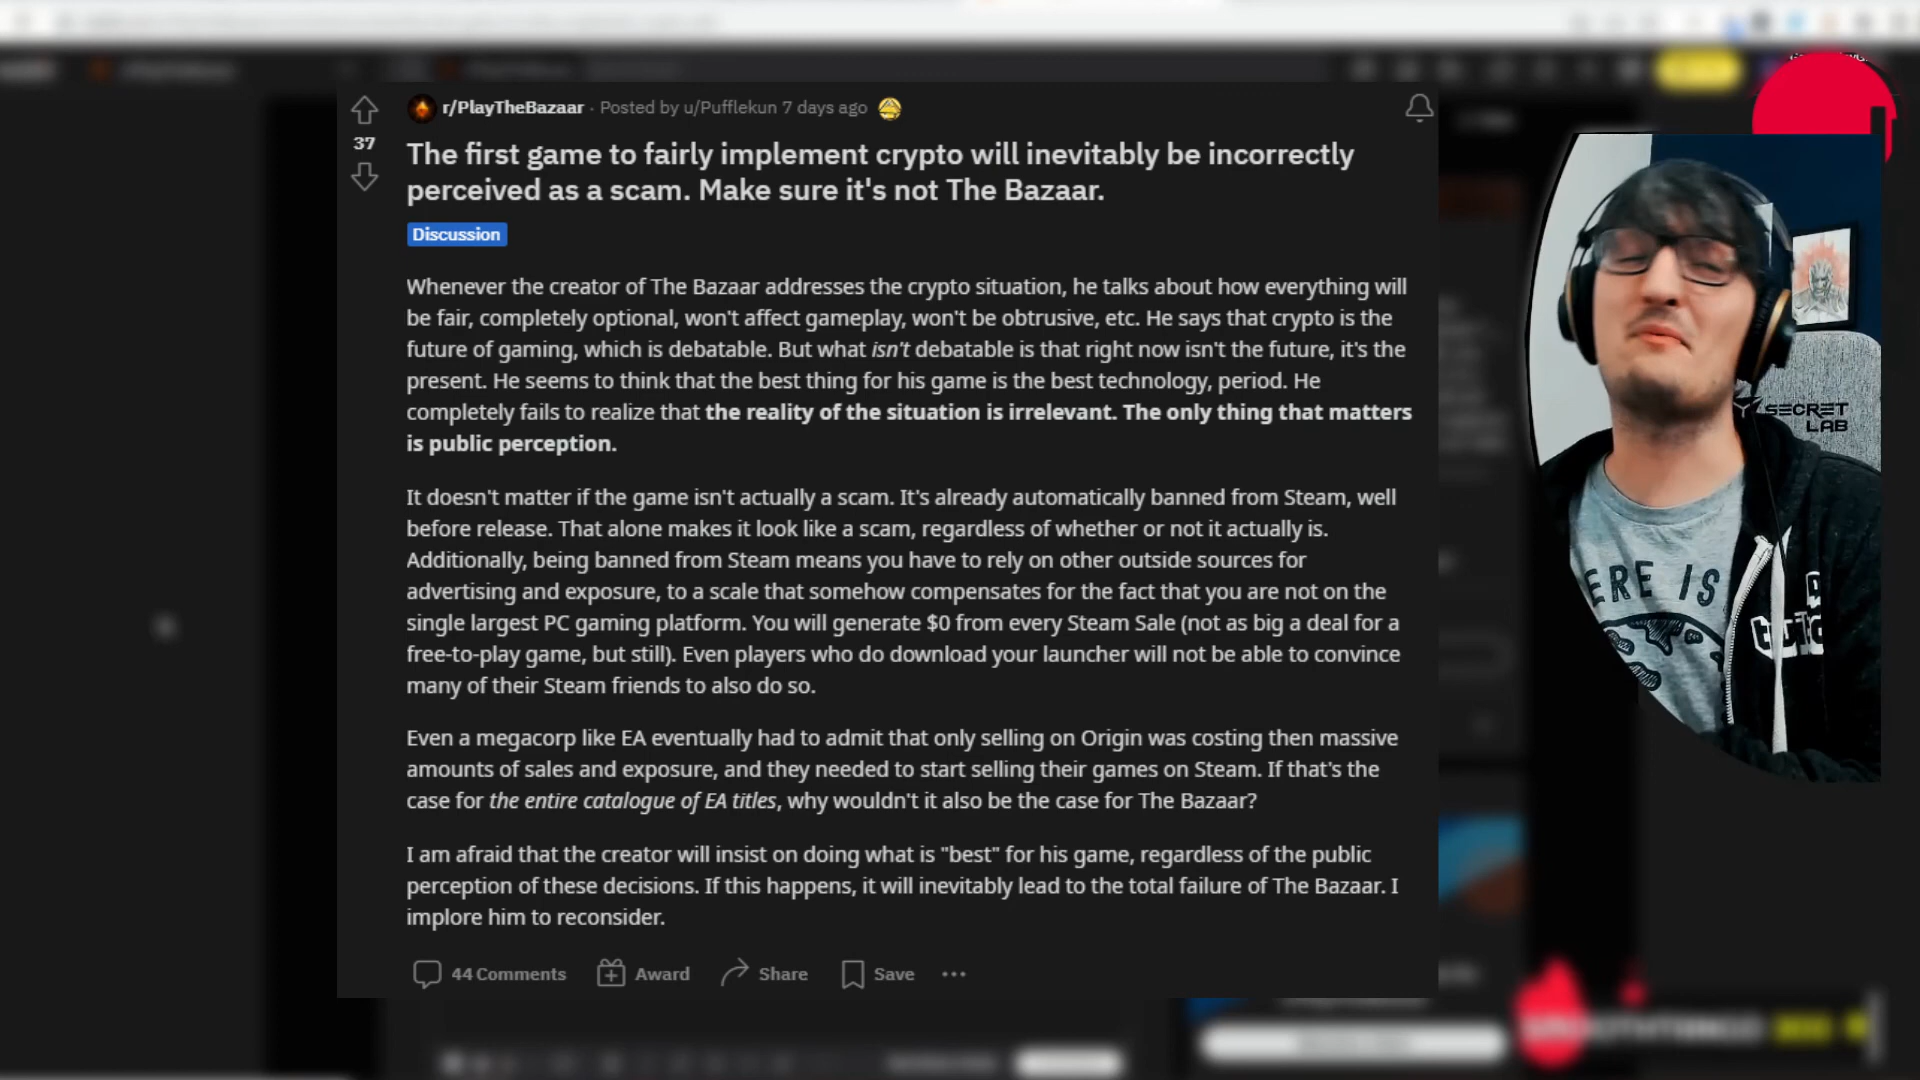 r/PlayTheBazaar · Posted by u/Pufflekun 7 days ago
37
The first game to fairly implement crypto will inevitably be incorrectly
perceived as a scam. Make sure it's not The Bazaar.
Discussion
Whenever the creator of The Bazaar addresses the crypto situation, he talks about how everything will
be fair, completely optional, won't affect gameplay, won't be obtrusive, etc. He says that crypto is the
future of gaming, which is debatable. But what isn't debatable is that right now isn't the future, it's the
present. He seems to think that the best thing for his game is the best technology, period. He
completely fails to realize that the reality of the situation is irrelevant. The only thing that matters
is public perception.
It doesn't matter if the game isn't actually a scam. It's already automatically banned from Steam, well
before release. That alone makes it look like a scam, regardless of whether or not it actually is.
Additionally, being banned from Steam means you have to rely on other outside sources for
advertising and exposure, to a scale that somehow compensates for the fact that you are not on the
single largest PC gaming platform. You will generate $0 from every Steam Sale (not as big a deal for a
free-to-play game, but still). Even players who do download your launcher will not be able to convince
many of their Steam friends to also do so.
Even a megacorp like EA eventually had to admit that only selling on Origin was costing then massive
amounts of sales and exposure, and they needed to start selling their games on Steam. If that's the
case for the entire catalogue of EA titles, why wouldn't it also be the case for The Bazaar?
I am afraid that the creator will insist on doing what is "best" for his game, regardless of the public
perception of these decisions. If this happens, it will inevitably lead to the total failure of The Bazaar. I
implore him to reconsider.
44 Comments Award Share Save
SECRET
LAB
ERE IS